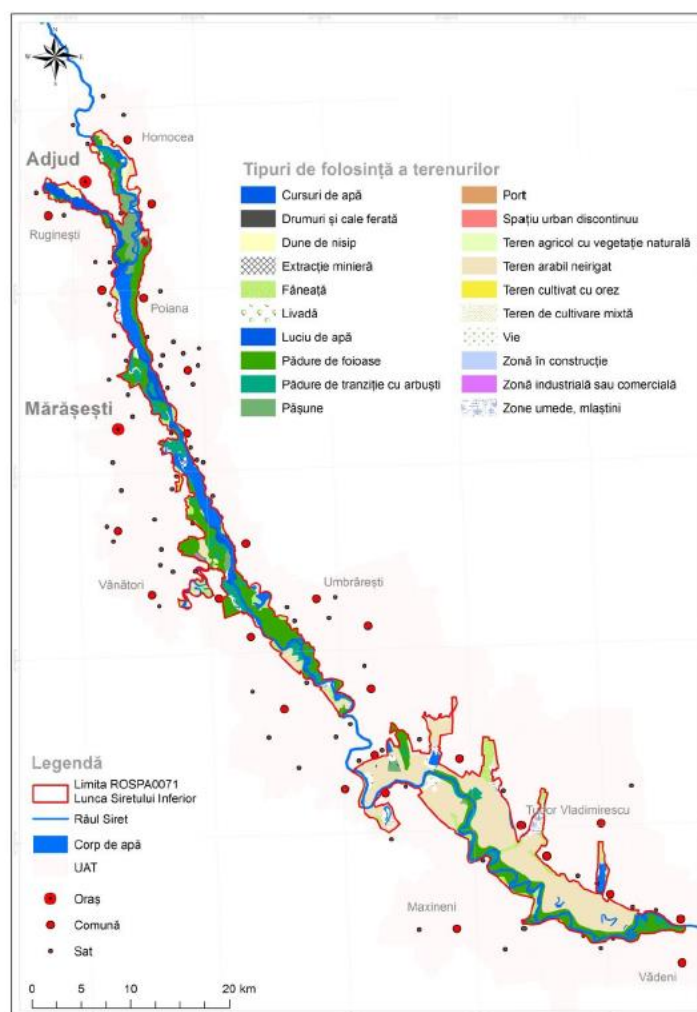 N
W
E
S
Homocea
Adjud
Ruginești
Poiana
Mărășești
Vânători
Umbrărești
Tudor Vladimirescu
Maxineni
Vădeni
Tipuri de folosință a terenurilor
Cursuri de apă
Drumuri și cale ferată
Dune de nisip
Extracție minieră
Fâneață
Livadă
Luciu de apă
Pădure de foioase
Pădure de tranziție cu arbuști
Pășune
Port
Spațiu urban discontinuu
Teren agricol cu vegetație naturală
Teren arabil neirigat
Teren cultivat cu orez
Teren de cultivare mixtă
Vie
Zonă în construcție
Zonă industrială sau comercială
Zone umede, mlaștini
Legendă
Limita ROSPA0071
Lunca Siretului Inferior
Râul Siret
Corp de apă
UAT
Oraș
Comună
Sat
0 5 10 20 km